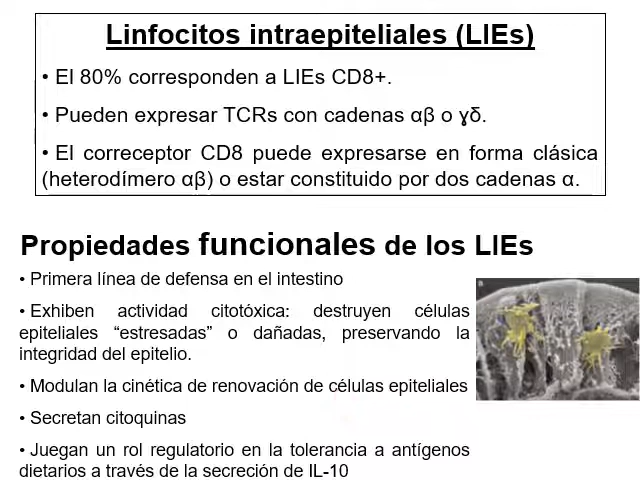 Linfocitos intraepiteliales (LIEs)
• El 80% corresponden a LIEs CD8+.
• Pueden expresar TCRs con cadenas αβ o ɣδ.
• El correceptor CD8 puede expresarse en forma clásica
(heterodímero αβ) o estar constituido por dos cadenas α.
Propiedades funcionales de los LIEs
• Primera línea de defensa en el intestino
• Exhiben actividad citotóxica: destruyen células
epiteliales “estresadas” o dañadas, preservando la
integridad del epitelio.
• Modulan la cinética de renovación de células epiteliales
• Secretan citoquinas
• Juegan un rol regulatorio en la tolerancia a antígenos
dietarios a través de la secreción de IL-10
a